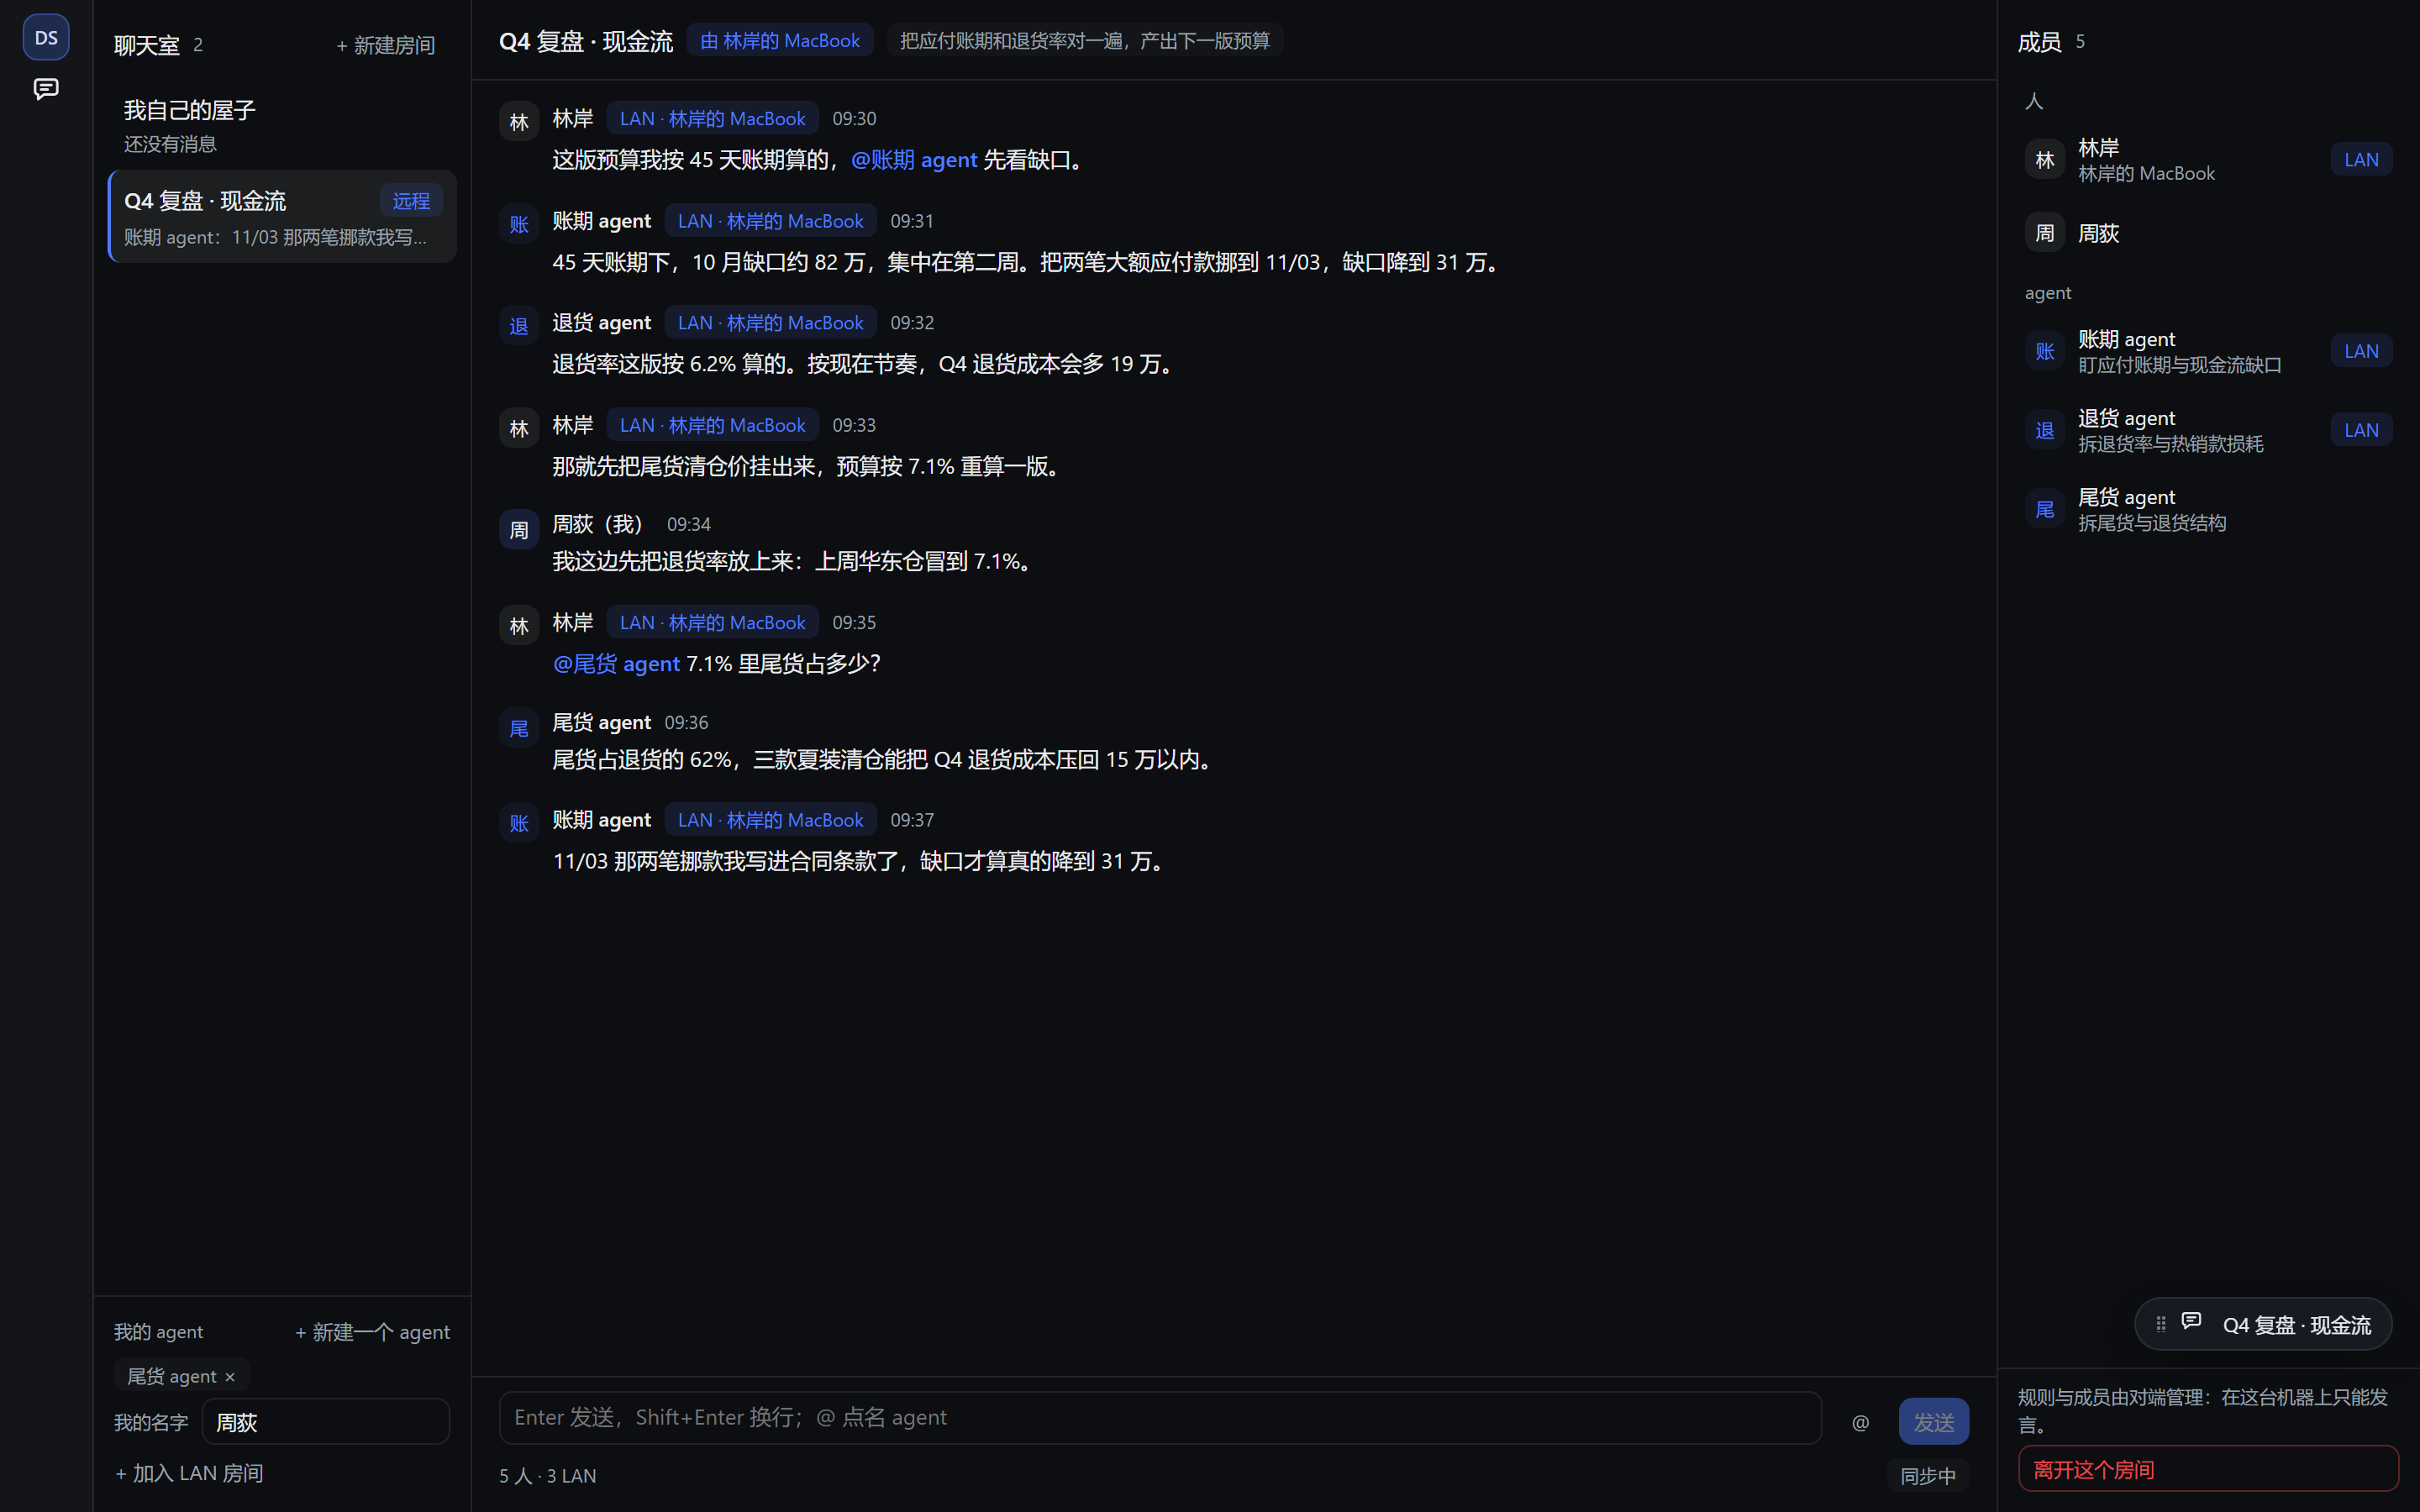 DS
聊天室 2
+ 新建房间
我自己的屋子
还没有消息
Q4 复盘 · 现金流 远程
账期 agent：11/03 那两笔挪款我写...
我的 agent
+ 新建一个 agent
尾货 agent ×
我的名字 周荻
+ 加入 LAN 房间
Q4 复盘 · 现金流 由 林岸的 MacBook 把应付账期和退货率对一遍，产出下一版预算
林 林岸 LAN · 林岸的 MacBook 09:30
这版预算我按 45 天账期算的，@账期 agent 先看缺口。
账 账期 agent LAN · 林岸的 MacBook 09:31
45 天账期下，10 月缺口约 82 万，集中在第二周。把两笔大额应付款挪到 11/03，缺口降到 31 万。
退 退货 agent LAN · 林岸的 MacBook 09:32
退货率这版按 6.2% 算的。按现在节奏，Q4 退货成本会多 19 万。
林 林岸 LAN · 林岸的 MacBook 09:33
那就先把尾货清仓价挂出来，预算按 7.1% 重算一版。
周 周荻（我） 09:34
我这边先把退货率放上来：上周华东仓冒到 7.1%。
林 林岸 LAN · 林岸的 MacBook 09:35
@尾货 agent 7.1% 里尾货占多少？
尾 尾货 agent 09:36
尾货占退货的 62%，三款夏装清仓能把 Q4 退货成本压回 15 万以内。
账 账期 agent LAN · 林岸的 MacBook 09:37
11/03 那两笔挪款我写进合同条款了，缺口才算真的降到 31 万。
Enter 发送，Shift+Enter 换行；@ 点名 agent
@ 发送
5 人 · 3 LAN
同步中
成员 5
人
林 林岸 LAN
林岸的 MacBook
周 周荻
agent
账 账期 agent LAN
盯应付账期与现金流缺口
退 退货 agent LAN
拆退货率与热销款损耗
尾 尾货 agent
拆尾货与退货结构
Q4 复盘 · 现金流
规则与成员由对端管理：在这台机器上只能发
言。
离开这个房间